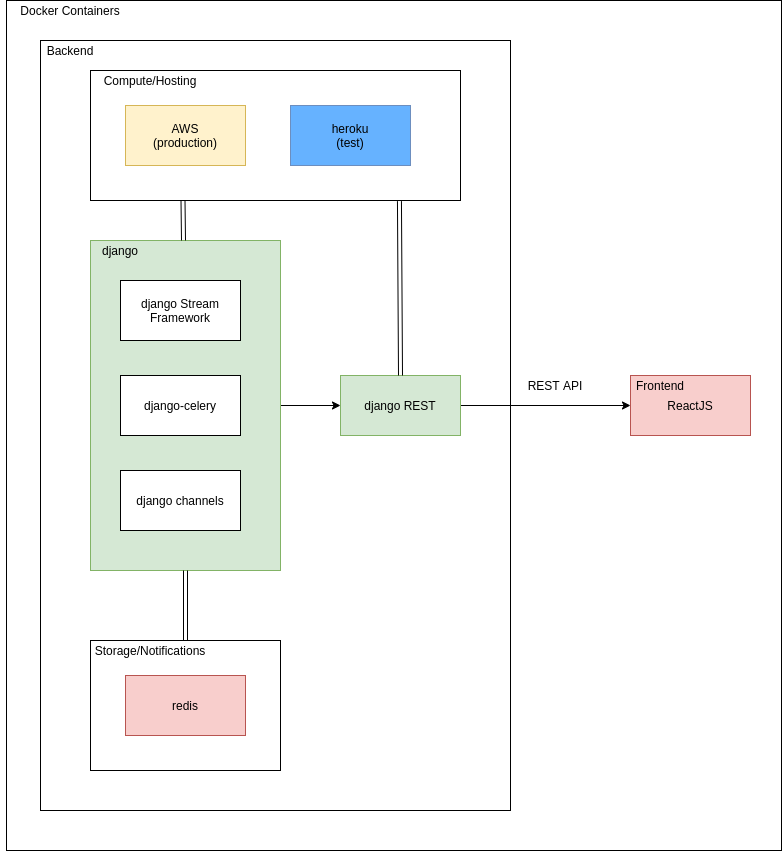 Docker Containers
Backend
Compute/Hosting
AWS
(production)
heroku
(test)
django
django Stream
Framework
django-celery
django channels
django REST
REST API
Frontend
ReactJS
Storage/Notifications
redis